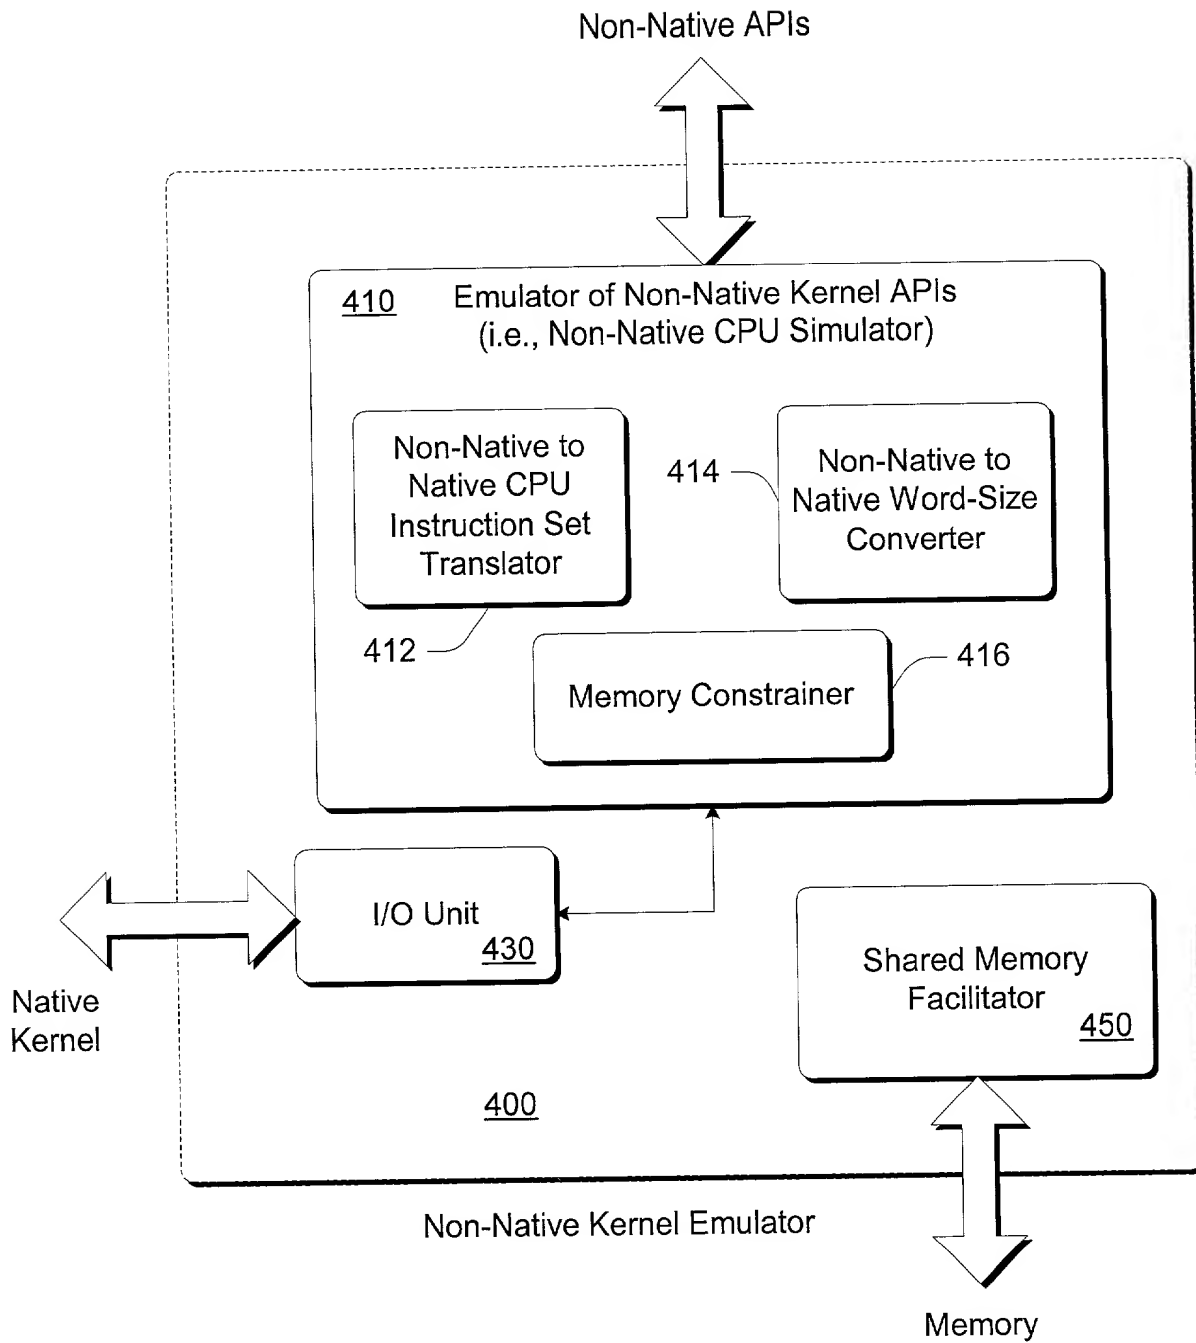 Non-Native APIs
410
Emulator of Non-Native Kernel APIs
(i.e., Non-Native CPU Simulator)
Non-Native to
Native CPU
Instruction Set
Translator
412
414
Non-Native to
Native Word-Size
Converter
Memory Constrainer
416
I/O Unit
430
Native
Kernel
Shared Memory
Facilitator
450
400
Non-Native Kernel Emulator
Memory